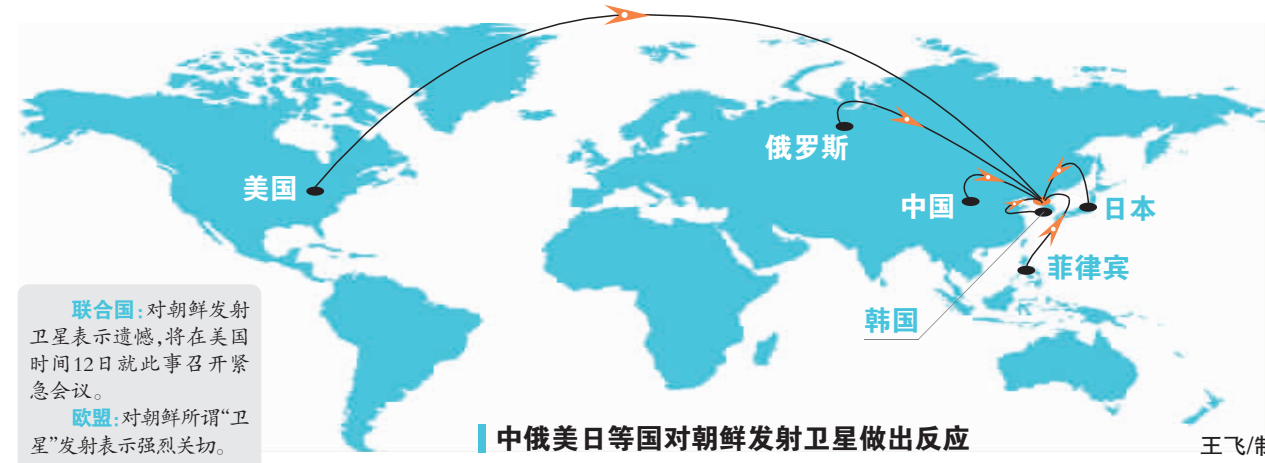 美国
俄罗斯
中国
日本
菲律宾
韩国
联合国:对朝鲜发射
卫星表示遗憾,将在美国
时间12日就此事召开紧
急会议。
欧盟:对朝鲜所谓“卫
星”发射表示强烈关切。
中俄美日等国对朝鲜发射卫星做出反应
王飞/制